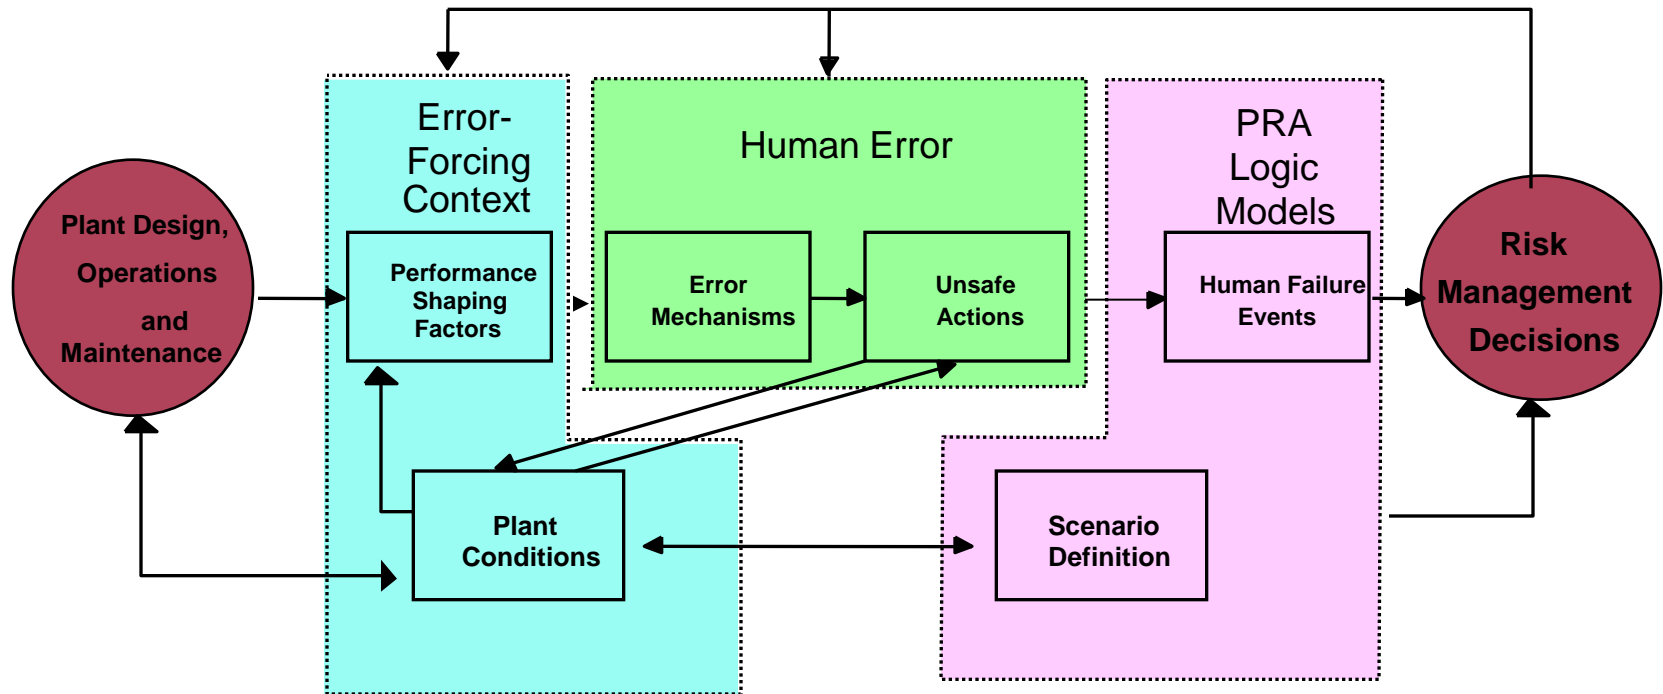 Error-
Forcing
Context
Human Error
PRA
Logic
Models
Plant Design,
Operations
and
Maintenance
Performance
Shaping
Factors
Error
Mechanisms
Unsafe
Actions
Human Failure
Events
Risk
Management
Decisions
Plant
Conditions
Scenario
Definition